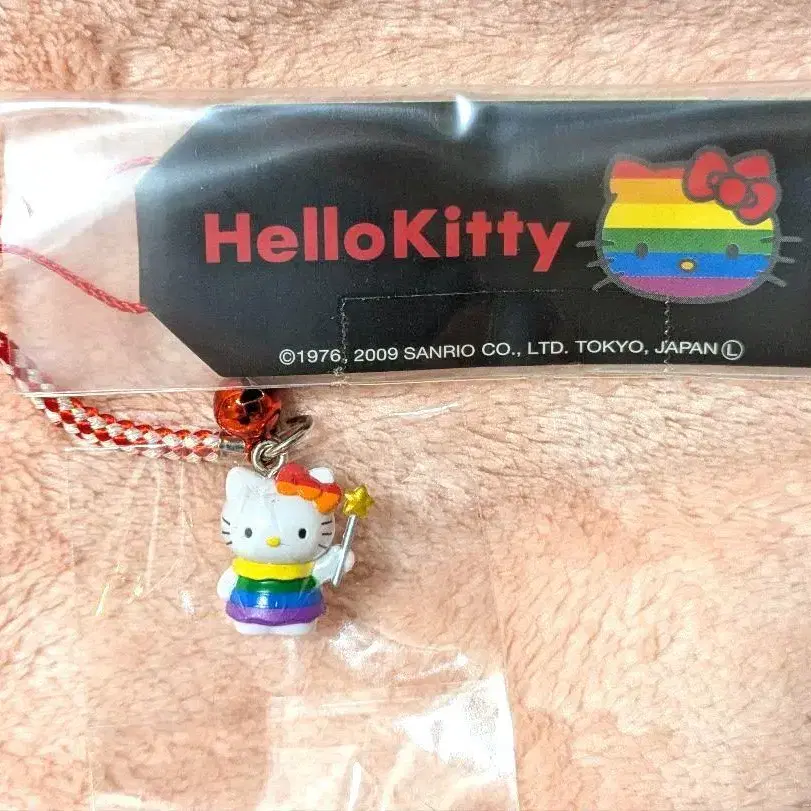 HelloKitty
©1976, 2009 SANRIO CO., LTD. TOKYO, JAPAN Ⓛ